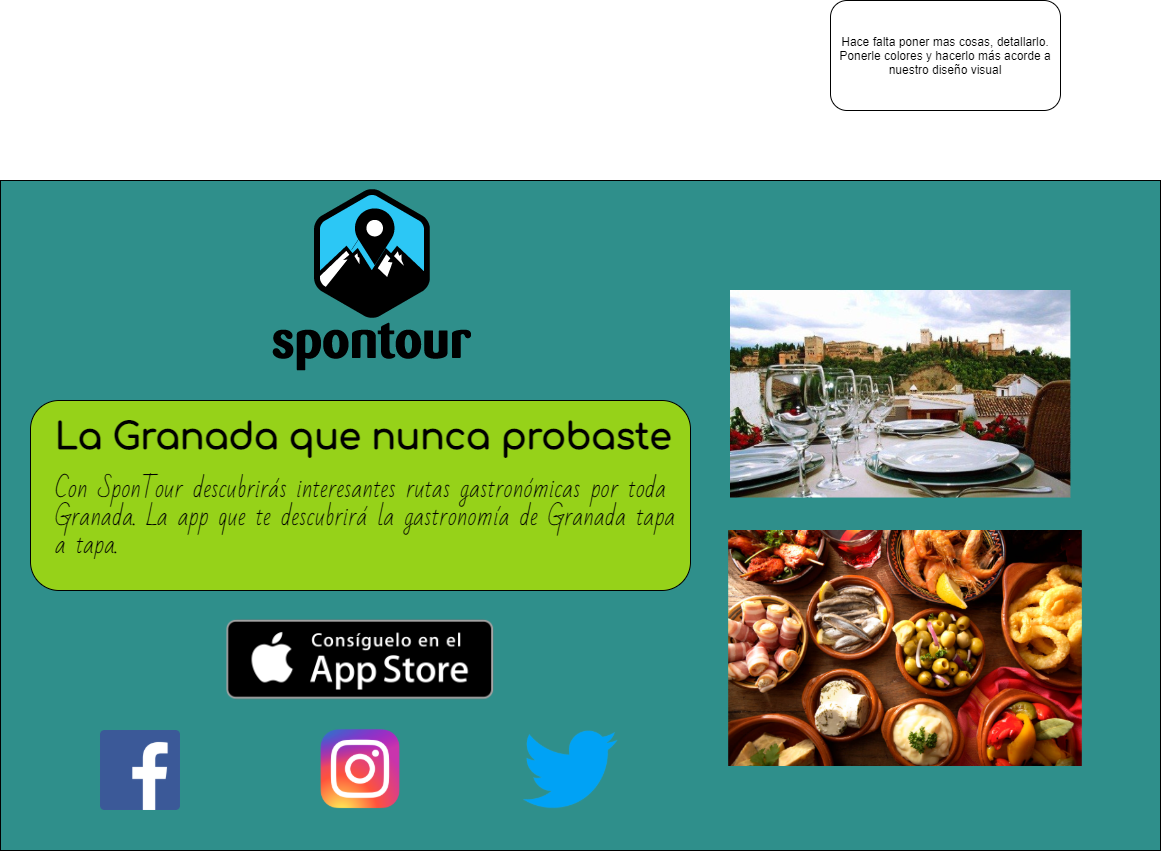 Hace falta poner mas cosas, detallarlo.
Ponerle colores y hacerlo más acorde a
nuestro diseño visual
spontour
La Granada que nunca probaste
Con SponTour descubrirás interesantes rutas gastronómicas por toda
Granada. La app que te descubrirá la gastronomía de Granada tapa
a tapa.
Consíguelo en el
App Store